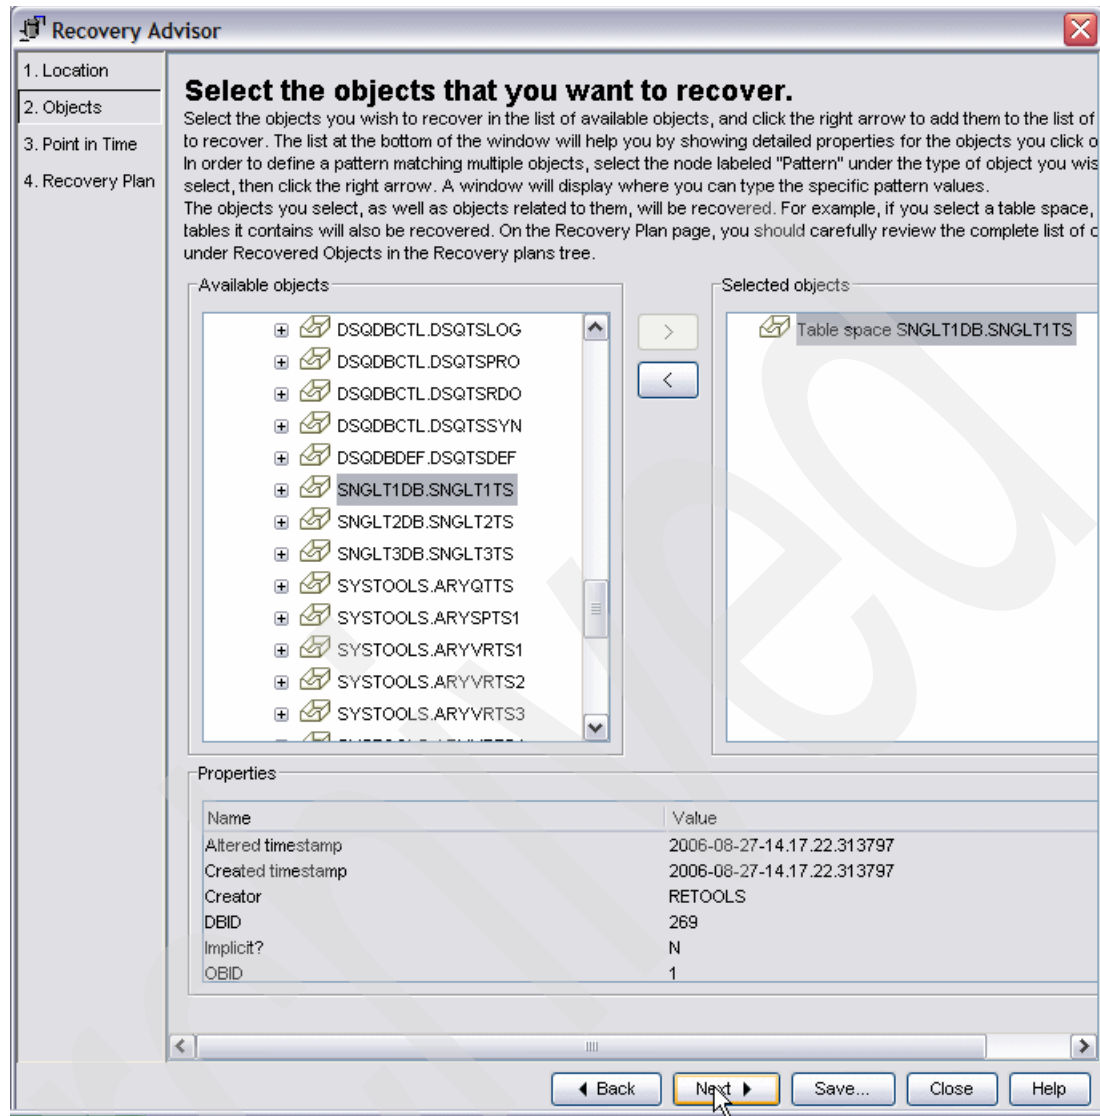 Recovery Advisor
1. Location
2. Objects
3. Point in Time
4. Recovery Plan
Select the objects that you want to recover.
Select the objects you wish to recover in the list of available objects, and click the right arrow to add them to the list of
to recover. The list at the bottom of the window will help you by showing detailed properties for the objects you click o
In order to define a pattern matching multiple objects, select the node labeled "Pattern" under the type of object you wis
select, then click the right arrow. A window will display where you can type the specific pattern values.
The objects you select, as well as objects related to them, will be recovered. For example, if you select a table space,
tables it contains will also be recovered. On the Recovery Plan page, you should carefully review the complete list of o
under Recovered Objects in the Recovery plans tree.
Available objects
DSQDBCTL.DSQTSLOG
DSQDBCTL.DSQTSPRO
DSQDBCTL.DSQTSRDO
DSQDBCTL.DSQTSSYN
DSQDBDEF.DSQTSDEF
SNGLT1DB.SNGLT1TS
SNGLT2DB.SNGLT2TS
SNGLT3DB.SNGLT3TS
SYSTOOLS.ARYQTTS
SYSTOOLS.ARYSPTS1
SYSTOOLS.ARYVRTS1
SYSTOOLS.ARYVRTS2
SYSTOOLS.ARYVRTS3
>
<
Selected objects
Table space SNGLT1DB.SNGLT1TS
Properties
Name Value
Altered timestamp 2006-08-27-14.17.22.313797
Created timestamp 2006-08-27-14.17.22.313797
Creator RETOOLS
DBID 269
Implicit? N
OBID 1
Back Next Save... Close Help